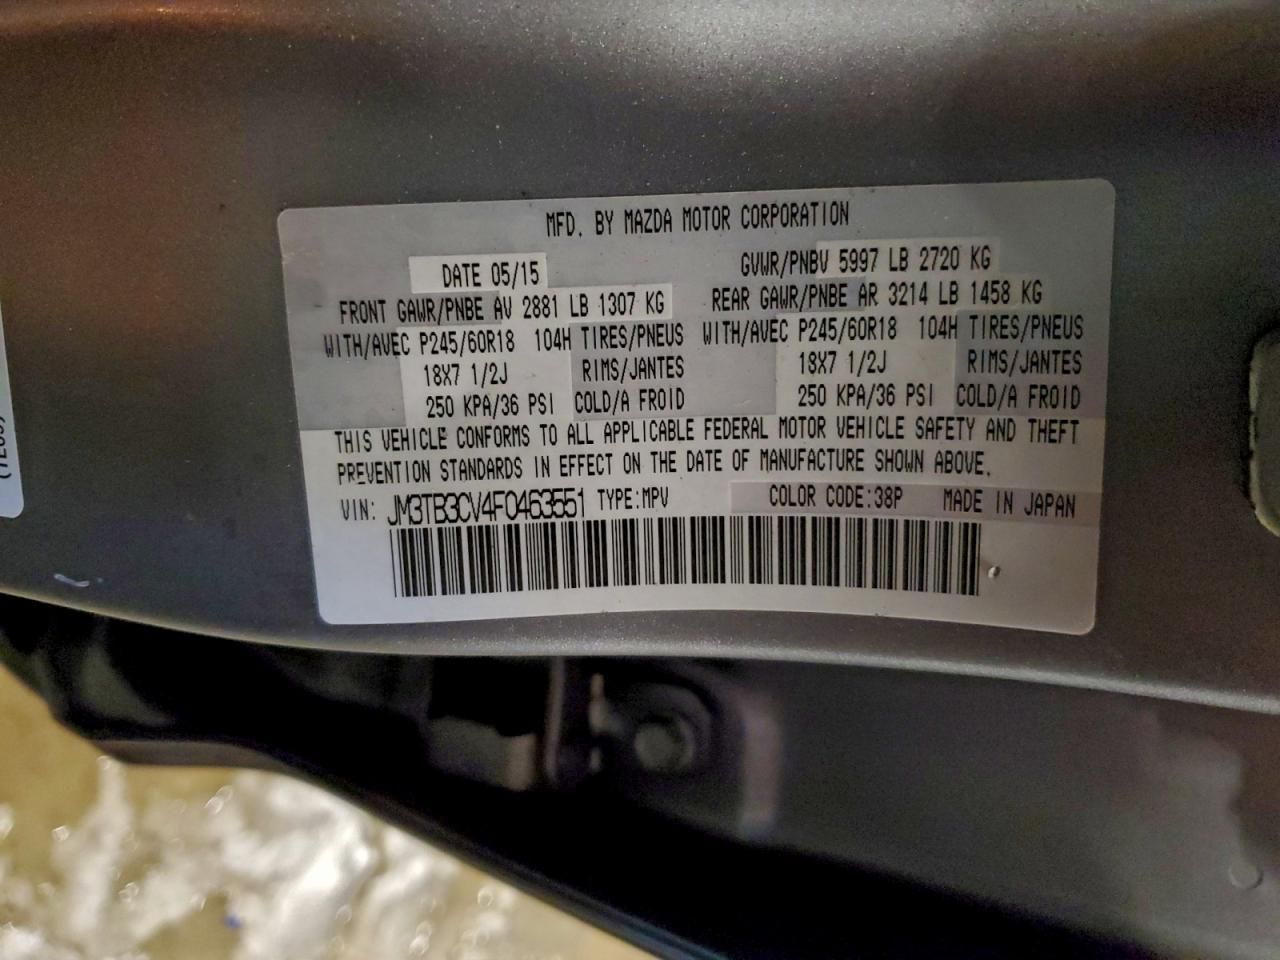 MFD. BY MAZDA MOTOR CORPORATION
DATE 05/15 GVWR/PNBV 5997 LB 2720 KG
FRONT GAWR/PNBE AV 2881 LB 1307 KG REAR GAWR/PNBE AR 3214 LB 1458 KG
WITH/AVEC P245/60R18 104H TIRES/PNEUS WITH/AVEC P245/60R18 104H TIRES/PNEUS
18X7 1/2J RIMS/JANTES 18X7 1/2J RIMS/JANTES
250 KPA/36 PSI COLD/A FROID 250 KPA/36 PSI COLD/A FROID
THIS VEHICLE CONFORMS TO ALL APPLICABLE FEDERAL MOTOR VEHICLE SAFETY AND THEFT
PREVENTION STANDARDS IN EFFECT ON THE DATE OF MANUFACTURE SHOWN ABOVE.
VIN: JM3TB3CV4F0463551 TYPE:MPV COLOR CODE:38P MADE IN JAPAN